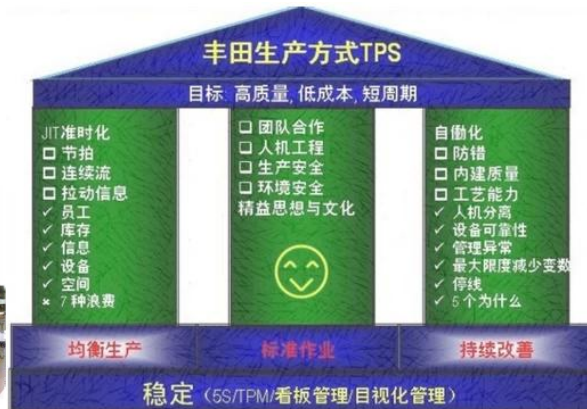 丰田生产方式TPS
目标: 高质量, 低成本, 短周期
JIT准时化
□ 节拍
□ 连续流
□ 拉动信息
✓ 员工
✓ 库存
✓ 信息
✓ 设备
✓ 空间
× 7种浪费
□ 团队合作
□ 人机工程
□ 生产安全
□ 环境安全
精益思想与文化
自働化
□ 防错
□ 内建质量
□ 工艺能力
✓ 人机分离
✓ 设备可靠性
✓ 管理异常
✓ 最大限度减少变数
✓ 停线
✓ 5个为什么
均衡生产
标准作业
持续改善
稳定（5S/TPM/看板管理/目视化管理）